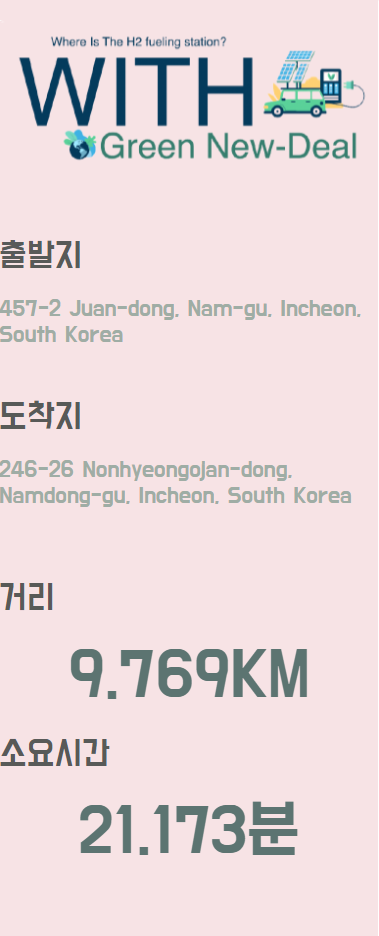 Where Is The H2 fueling station?
WITH
Green New-Deal
출발지
457-2 Juan-dong, Nam-gu, Incheon,
South Korea
도착지
246-26 Nonhyeongojan-dong,
Namdong-gu, Incheon, South Korea
거리
9.769KM
소요시간
21.173분